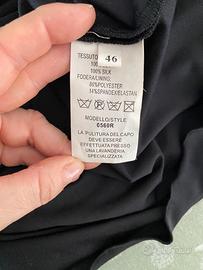 TESSUTO
46
100% SILK
FODERA/LINING:
86%POLYESTER
14%SPANDEX/ELASTAN
MODELLO/STYLE
0569R
LA PULITURA DEL CAPO
DEVE ESSERE
EFFETTUATA PRESSO
UNA LAVANDERIA
SPECIALIZZATA